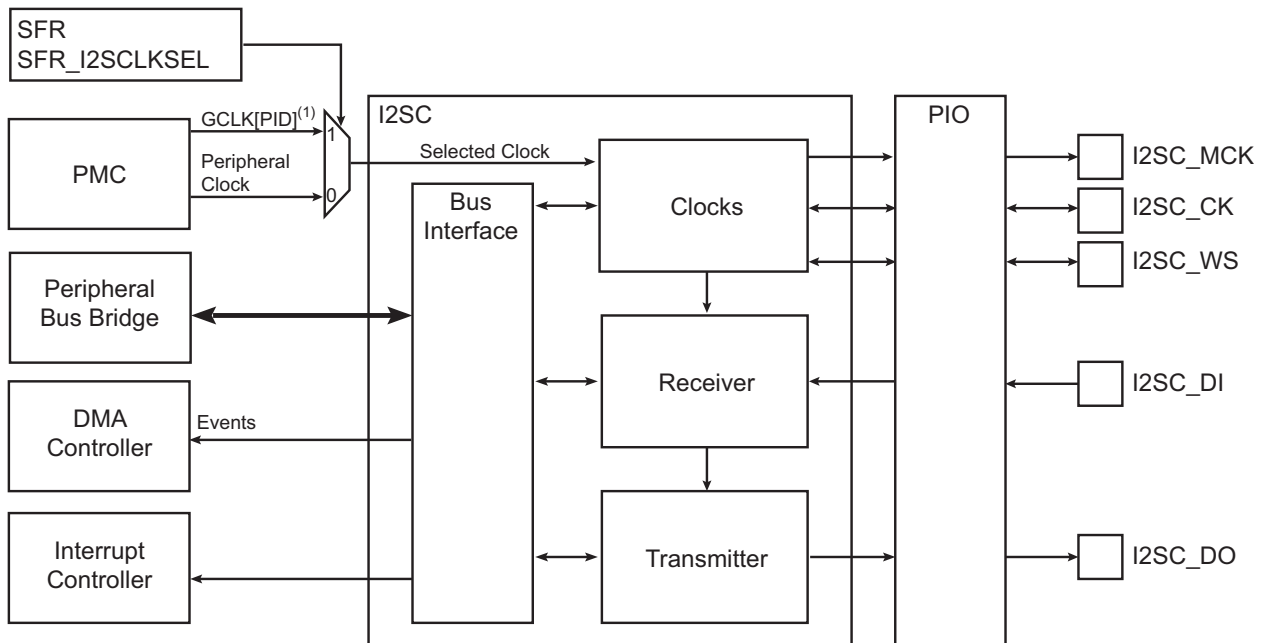 SFR
SFR_I2SCLKSEL
PMC
GCLK[PID](1)
Peripheral
Clock
1
0
I2SC
Selected Clock
Bus
Interface
Clocks
PIO
I2SC_MCK
I2SC_CK
I2SC_WS
Peripheral
Bus Bridge
Receiver
I2SC_DI
DMA
Controller
Events
Interrupt
Controller
Transmitter
I2SC_DO